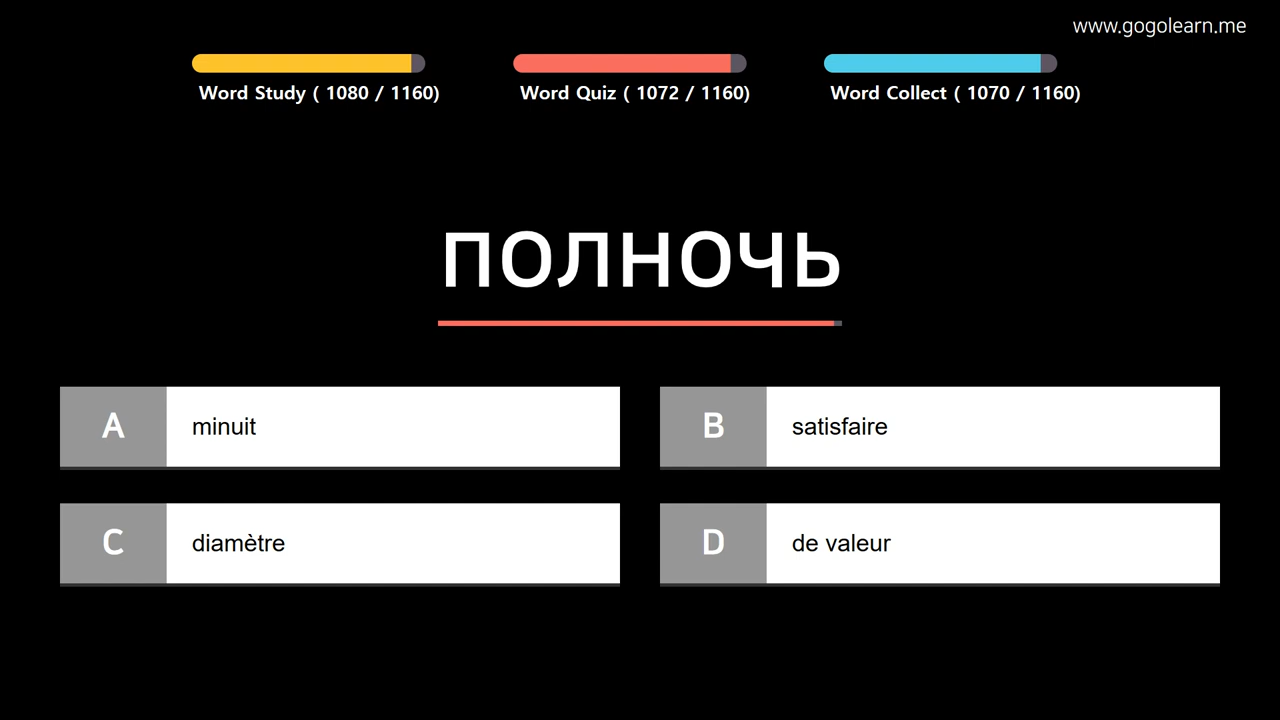 www.gogolearn.me
Word Study ( 1080 / 1160)
Word Quiz ( 1072 / 1160)
Word Collect ( 1070 / 1160)
полночь
A minuit
B satisfaire
C diamètre
D de valeur